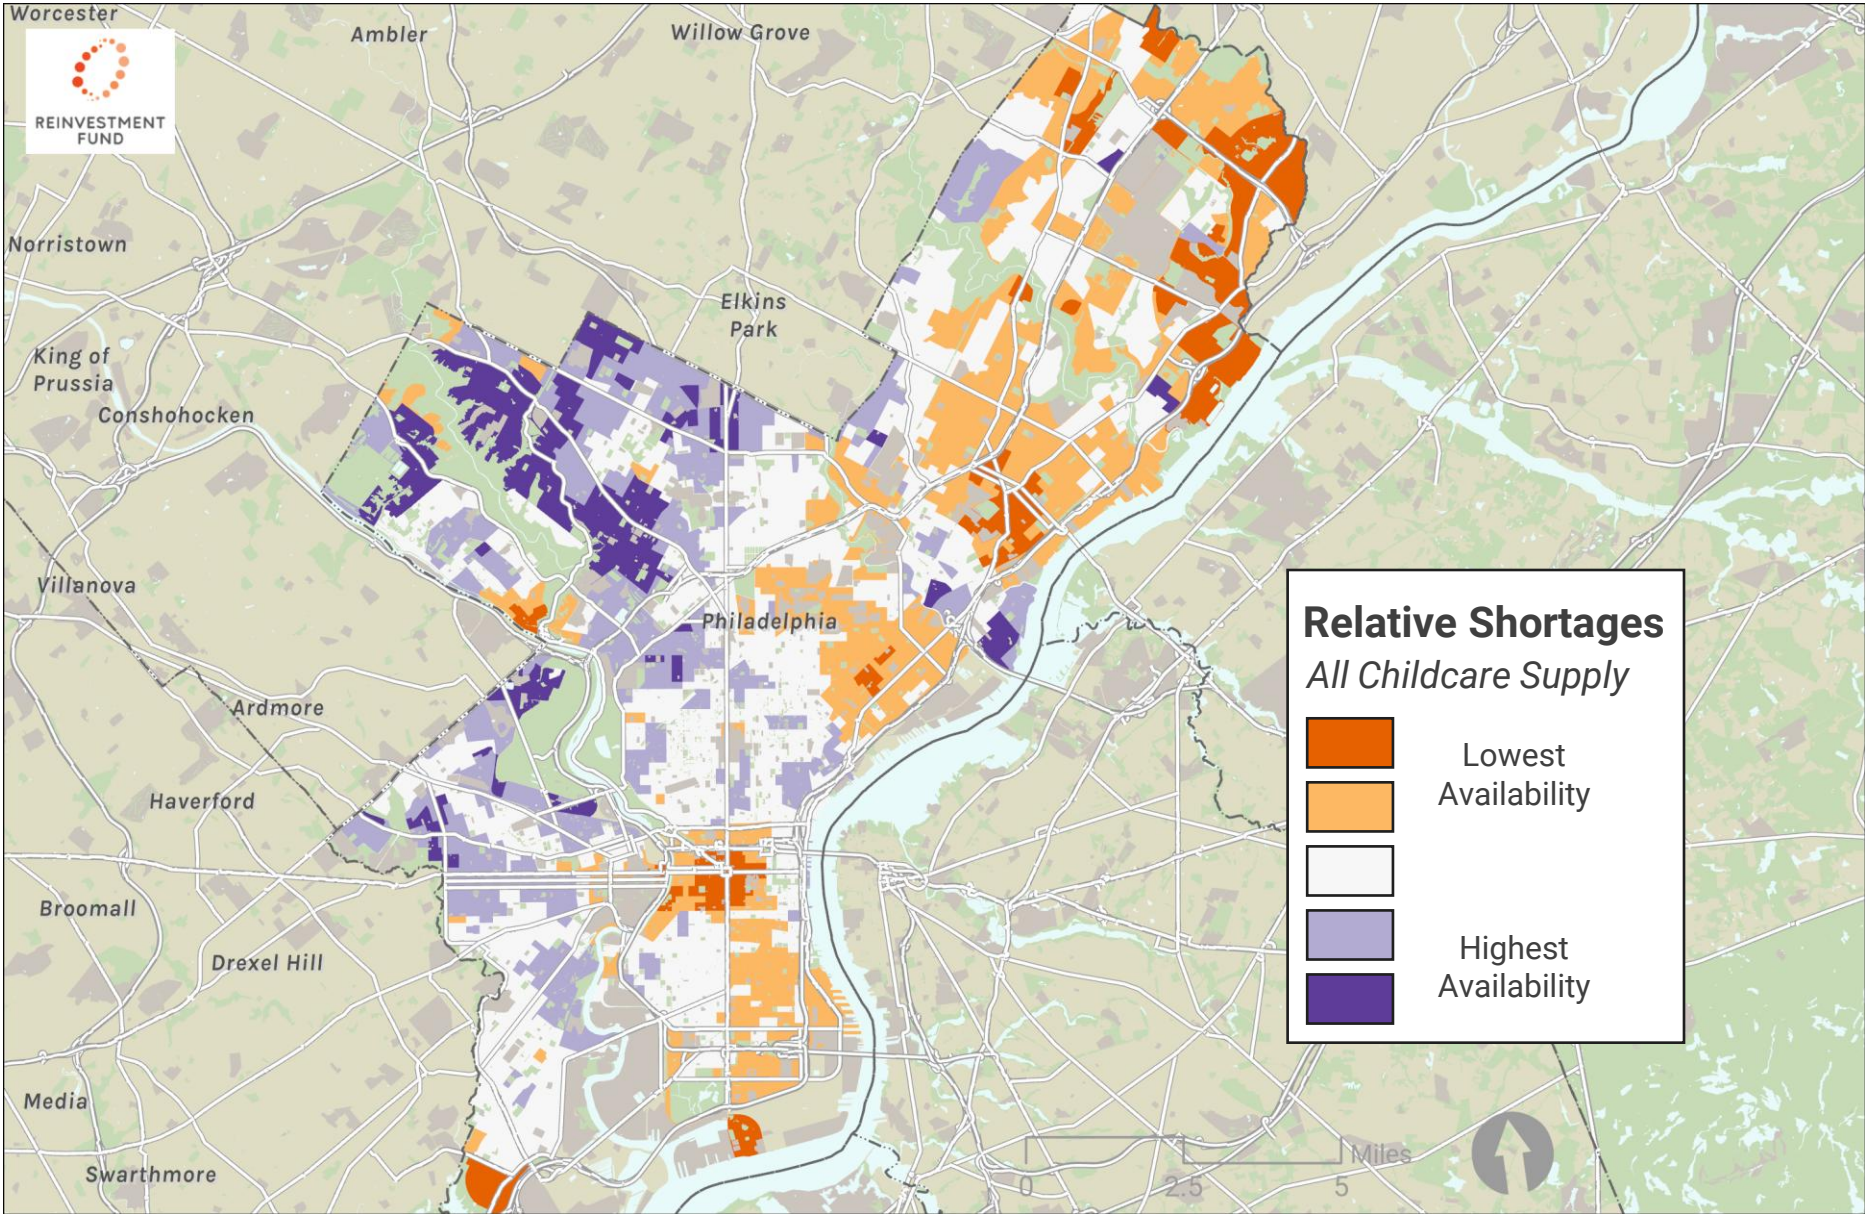 Worcester
Ambler
Willow Grove
REINVESTMENT
FUND
Norristown
Elkins
Park
King of
Prussia
Conshohocken
Villanova
Philadelphia
Ardmore
Haverford
Broomall
Drexel Hill
Media
Swarthmore
Relative Shortages
All Childcare Supply
Lowest
Availability
Highest
Availability
Miles
0 2.5 5